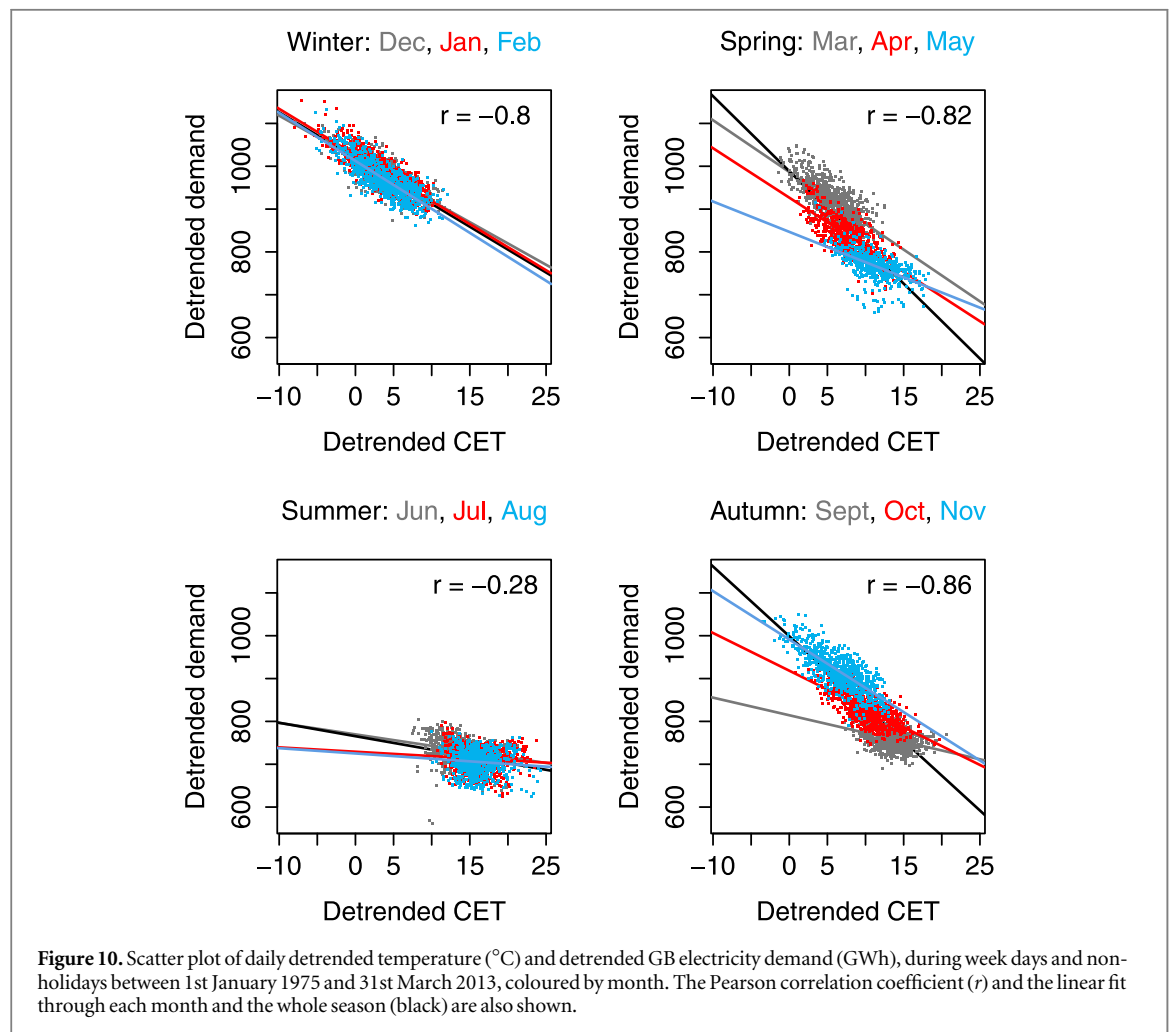 Winter: Dec, Jan, Feb
r = −0.8
Detrended demand
600 800 1000
−10 0 5 15 25
Detrended CET
Spring: Mar, Apr, May
r = −0.82
Detrended demand
600 800 1000
−10 0 5 15 25
Detrended CET
Summer: Jun, Jul, Aug
r = −0.28
Detrended demand
600 800 1000
−10 0 5 15 25
Detrended CET
Autumn: Sept, Oct, Nov
r = −0.86
Detrended demand
600 800 1000
−10 0 5 15 25
Detrended CET
Figure 10. Scatter plot of daily detrended temperature (°C) and detrended GB electricity demand (GWh), during week days and non-
holidays between 1st January 1975 and 31st March 2013, coloured by month. The Pearson correlation coefficient (r) and the linear fit
through each month and the whole season (black) are also shown.